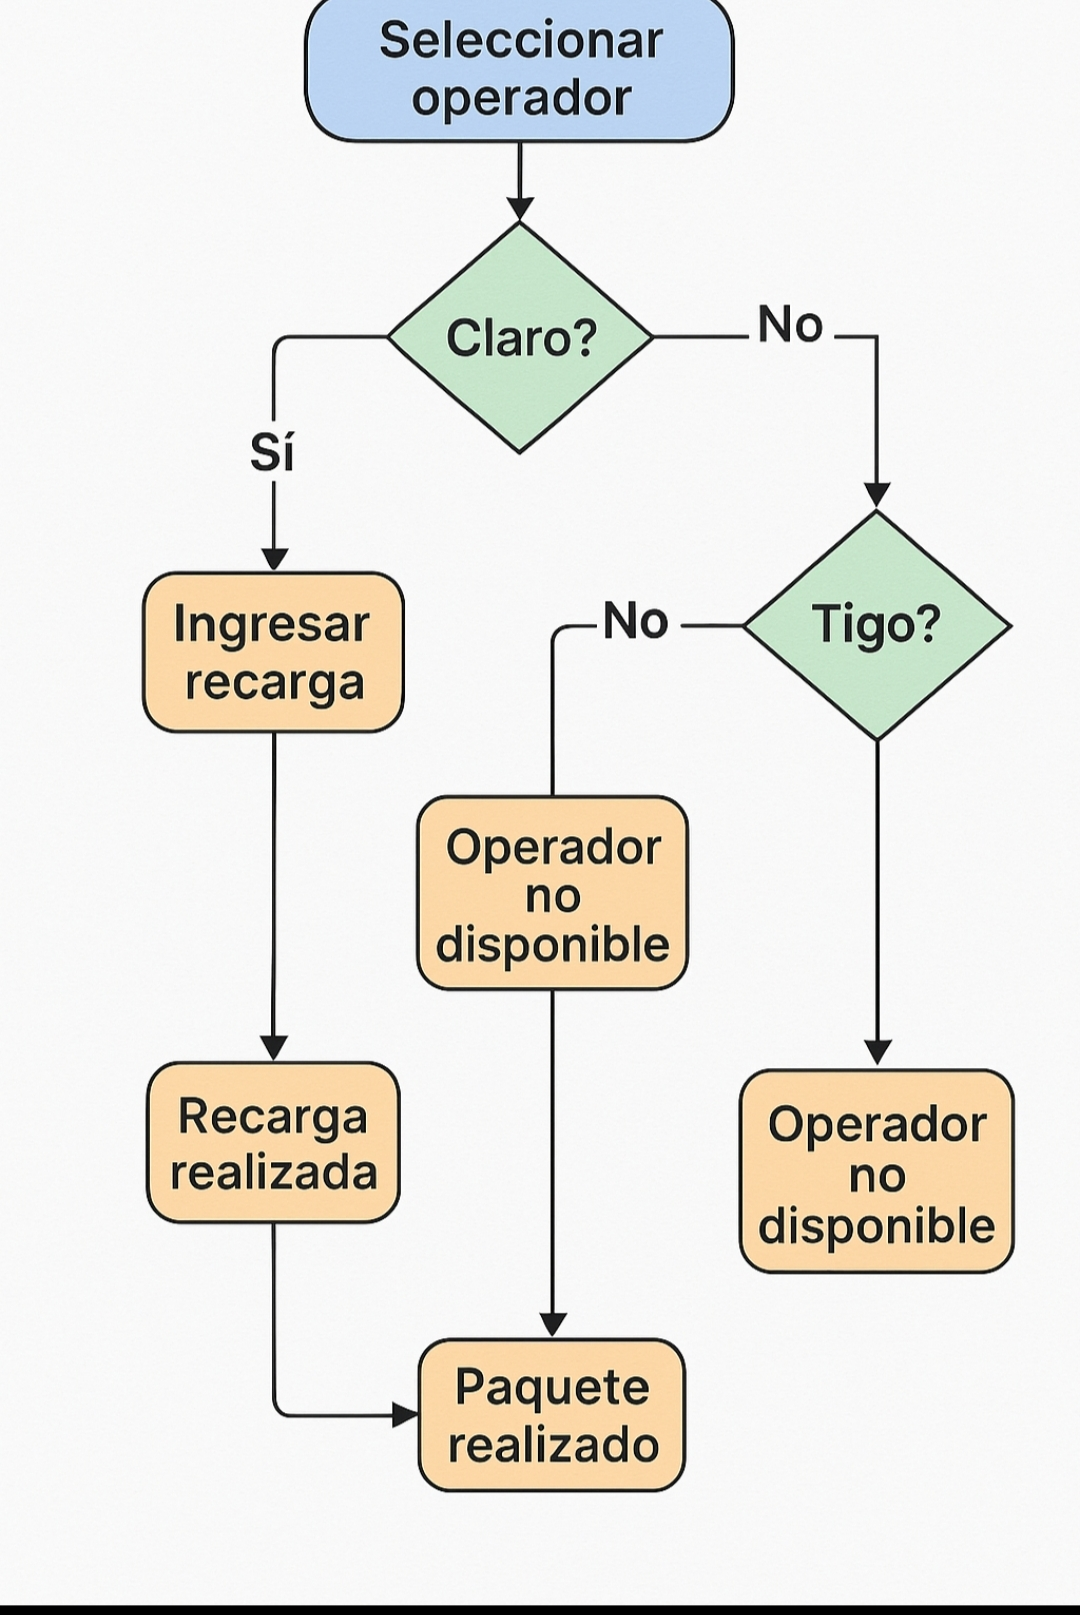 Seleccionar
operador
Claro?
No
Sí
Ingresar
recarga
No
Tigo?
Operador
no
disponible
Recarga
realizada
Operador
no
disponible
Paquete
realizado